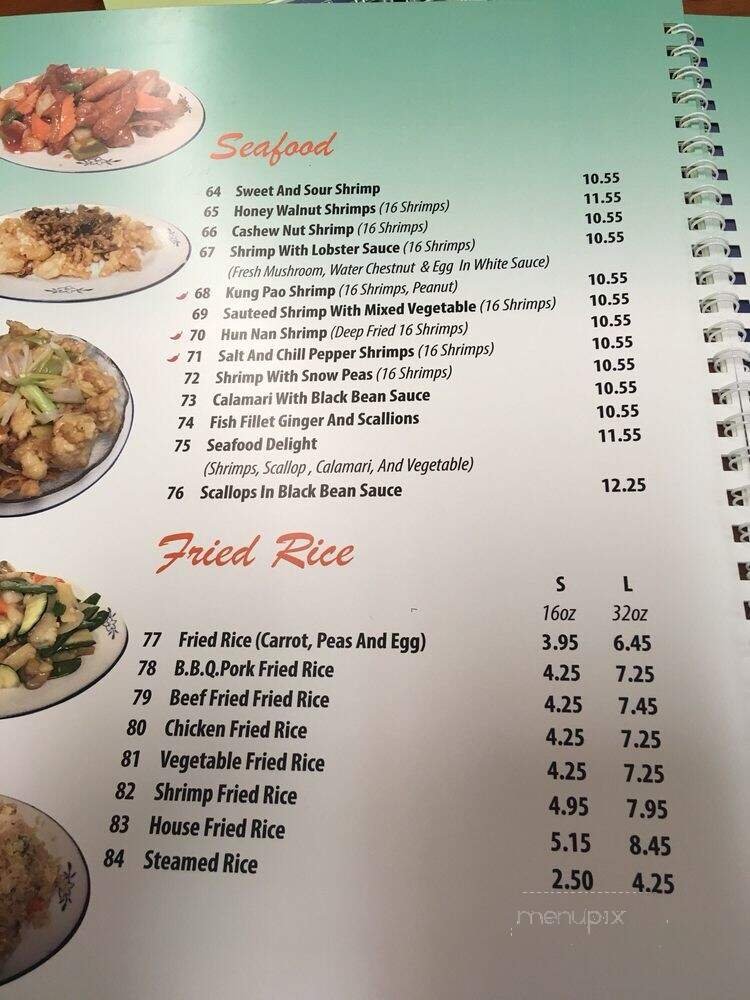 Seafood
64 Sweet And Sour Shrimp 10.55
65 Honey Walnut Shrimps (16 Shrimps) 11.55
66 Cashew Nut Shrimp (16 Shrimps) 10.55
67 Shrimp With Lobster Sauce (16 Shrimps) 10.55
(Fresh Mushroom, Water Chestnut & Egg In White Sauce)
68 Kung Pao Shrimp (16 Shrimps, Peanut) 10.55
69 Sauteed Shrimp With Mixed Vegetable (16 Shrimps) 10.55
70 Hun Nan Shrimp (Deep Fried 16 Shrimps) 10.55
71 Salt And Chill Pepper Shrimps (16 Shrimps) 10.55
72 Shrimp With Snow Peas (16 Shrimps) 10.55
73 Calamari With Black Bean Sauce 10.55
74 Fish Fillet Ginger And Scallions 10.55
75 Seafood Delight 11.55
(Shrimps, Scallop , Calamari, And Vegetable)
76 Scallops In Black Bean Sauce 12.25
Fried Rice
S L
16oz 32oz
77 Fried Rice (Carrot, Peas And Egg) 3.95 6.45
78 B.B.Q.Pork Fried Rice 4.25 7.25
79 Beef Fried Fried Rice 4.25 7.45
80 Chicken Fried Rice 4.25 7.25
81 Vegetable Fried Rice 4.25 7.25
82 Shrimp Fried Rice 4.95 7.95
83 House Fried Rice 5.15 8.45
84 Steamed Rice 2.50 4.25
menupix